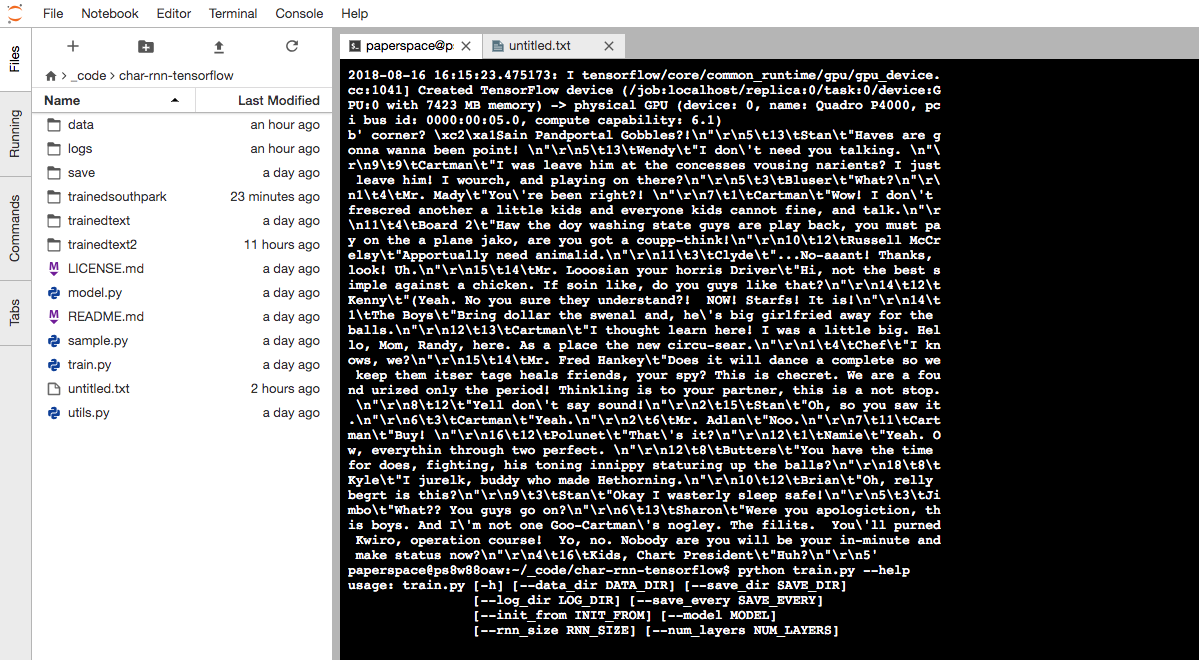 File Notebook Editor Terminal Console Help
Files
Running
Commands
Tabs
_code > char-rnn-tensorflow
Name Last Modified
data an hour ago
logs an hour ago
save a day ago
trainedsouthpark 23 minutes ago
trainedtext a day ago
trainedtext2 11 hours ago
LICENSE.md a day ago
model.py a day ago
README.md a day ago
sample.py a day ago
train.py a day ago
untitled.txt 2 hours ago
utils.py a day ago
paperspace@p: untitled.txt
2018-08-16 16:15:23.475173: I tensorflow/core/common_runtime/gpu/gpu_device.
cc:1041] Created TensorFlow device (/job:localhost/replica:0/task:0/device:G
PU:0 with 7423 MB memory) -> physical GPU (device: 0, name: Quadro P4000, pc
i bus id: 0000:00:05.0, compute capability: 6.1)
b' corner? \xc2\xa1Sain Pandportal Gobbles?!\n"\r\n5\t13\tStan\t"Haves are g
onna wanna been point! \n"\r\n5\t13\tWendy\t"I don\'t need you talking. \n"\
r\n9\t9\tCartman\t"I was leave him at the concesses vousing narients? I just
leave him! I wourch, and playing on there?\n"\r\n5\t3\tBluser\t"What?\n"\r\
n1\t4\tMr. Mady\t"You\'re been right?! \n"\r\n7\t1\tCartman\t"Wow! I don\'t
frescred another a little kids and everyone kids cannot fine, and talk.\n"\r
\n11\t4\tBoard 2\t"Haw the doy washing state guys are play back, you must pa
y on the a plane jako, are you got a coupp-think!\n"\r\n10\t12\tRussell McCr
elsy\t"Apportually need animalid.\n"\r\n11\t3\tClyde\t"...No-aaant! Thanks,
look! Uh.\n"\r\n15\t14\tMr. Looosian your horris Driver\t"Hi, not the best s
imple against a chicken. If soin like, do you guys like that?\n"\r\n14\t12\t
Kenny\t"(Yeah. No you sure they understand?!  NOW! Starfs! It is!\n"\r\n14\t
1\tThe Boys\t"Bring dollar the swenal and, he\'s big girlfried away for the
balls.\n"\r\n12\t13\tCartman\t"I thought learn here! I was a little big. Hel
lo, Mom, Randy, here. As a place the new circu-sear.\n"\r\n1\t4\tChef\t"I kn
ows, we?\n"\r\n15\t14\tMr. Fred Hankey\t"Does it will dance a complete so we
keep them itser tage heals friends, your spy? This is checret. We are a fou
nd urized only the period! Thinkling is to your partner, this is a not stop.
\n"\r\n8\t12\t"Yell don\'t say sound!\n"\r\n2\t15\tStan\t"Oh, so you saw it
.\n"\r\n6\t3\tCartman\t"Yeah.\n"\r\n2\t6\tMr. Adlan\t"Noo.\n"\r\n7\t11\tCart
man\t"Buy! \n"\r\n16\t12\tPolunet\t"That\'s it?\n"\r\n12\t1\tNamie\t"Yeah. O
w, everythin through two perfect. \n"\r\n12\t8\tButters\t"You have the time
for does, fighting, his toning innippy staturing up the balls?\n"\r\n18\t8\t
Kyle\t"I jurelk, buddy who made Hethorning.\n"\r\n10\t12\tBrian\t"Oh, relly
begrt is this?\n"\r\n9\t3\tStan\t"Okay I wasterly sleep safe!\n"\r\n5\t3\tJi
mbo\t"What?? You guys go on?\n"\r\n6\t13\tSharon\t"Were you apologiction, th
is boys. And I\'m not one Goo-Cartman\'s nogley. The filits.  You\'ll purned
Kwiro, operation course!  Yo, no. Nobody are you will be your in-minute and
make status now?\n"\r\n4\t16\tKids, Chart President\t"Huh?\n"\r\n5'
paperspace@ps8w88oaw:~/_code/char-rnn-tensorflow$ python train.py --help
usage: train.py [-h] [--data_dir DATA_DIR] [--save_dir SAVE_DIR]
[--log_dir LOG_DIR] [--save_every SAVE_EVERY]
[--init_from INIT_FROM] [--model MODEL]
[--rnn_size RNN_SIZE] [--num_layers NUM_LAYERS]